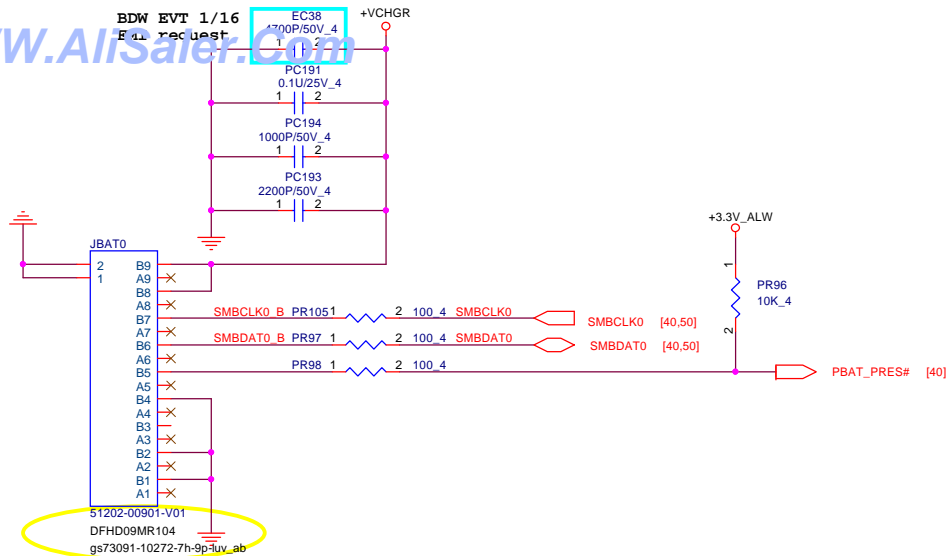 BDW EVT 1/16
EMI request
W.AliSaler.Com
EC38
4700P/50V_4
1 2
+VCHGR
PC191
0.1U/25V_4
1 2
PC194
1000P/50V_4
1 2
PC193
2200P/50V_4
1 2
+3.3V_ALW
1
PR96
10K_4
2
JBAT0
2
1
B9
A9
B8
A8
B7
A7
B6
A6
B5
A5
B4
A4
B3
A3
B2
A2
B1
A1
SMBCLK0_B PR105 1 2 100_4 SMBCLK0
SMBCLK0 [40,50]
SMBDAT0_B PR97 1 2 100_4 SMBDAT0
SMBDAT0 [40,50]
PR98 1 2 100_4
PBAT_PRES# [40]
51202-00901-V01
DFHD09MR104
gs73091-10272-7h-9p-luv_ab